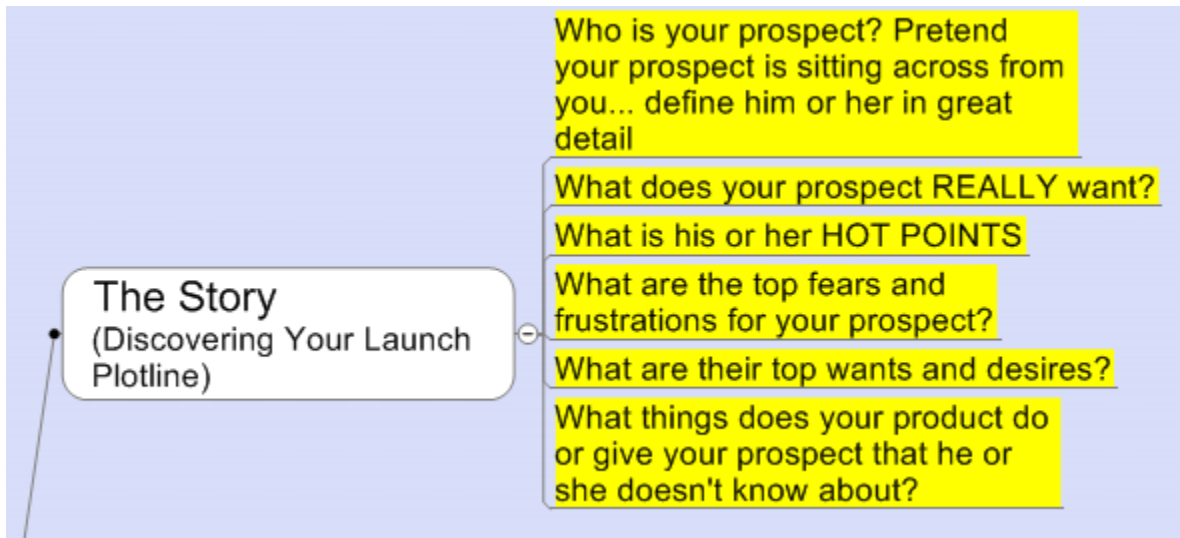 Who is your prospect? Pretend
your prospect is sitting across from
you... define him or her in great
detail
What does your prospect REALLY want?
What is his or her HOT POINTS
The Story
(Discovering Your Launch
Plotline)
What are the top fears and
frustrations for your prospect?
What are their top wants and desires?
What things does your product do
or give your prospect that he or
she doesn't know about?